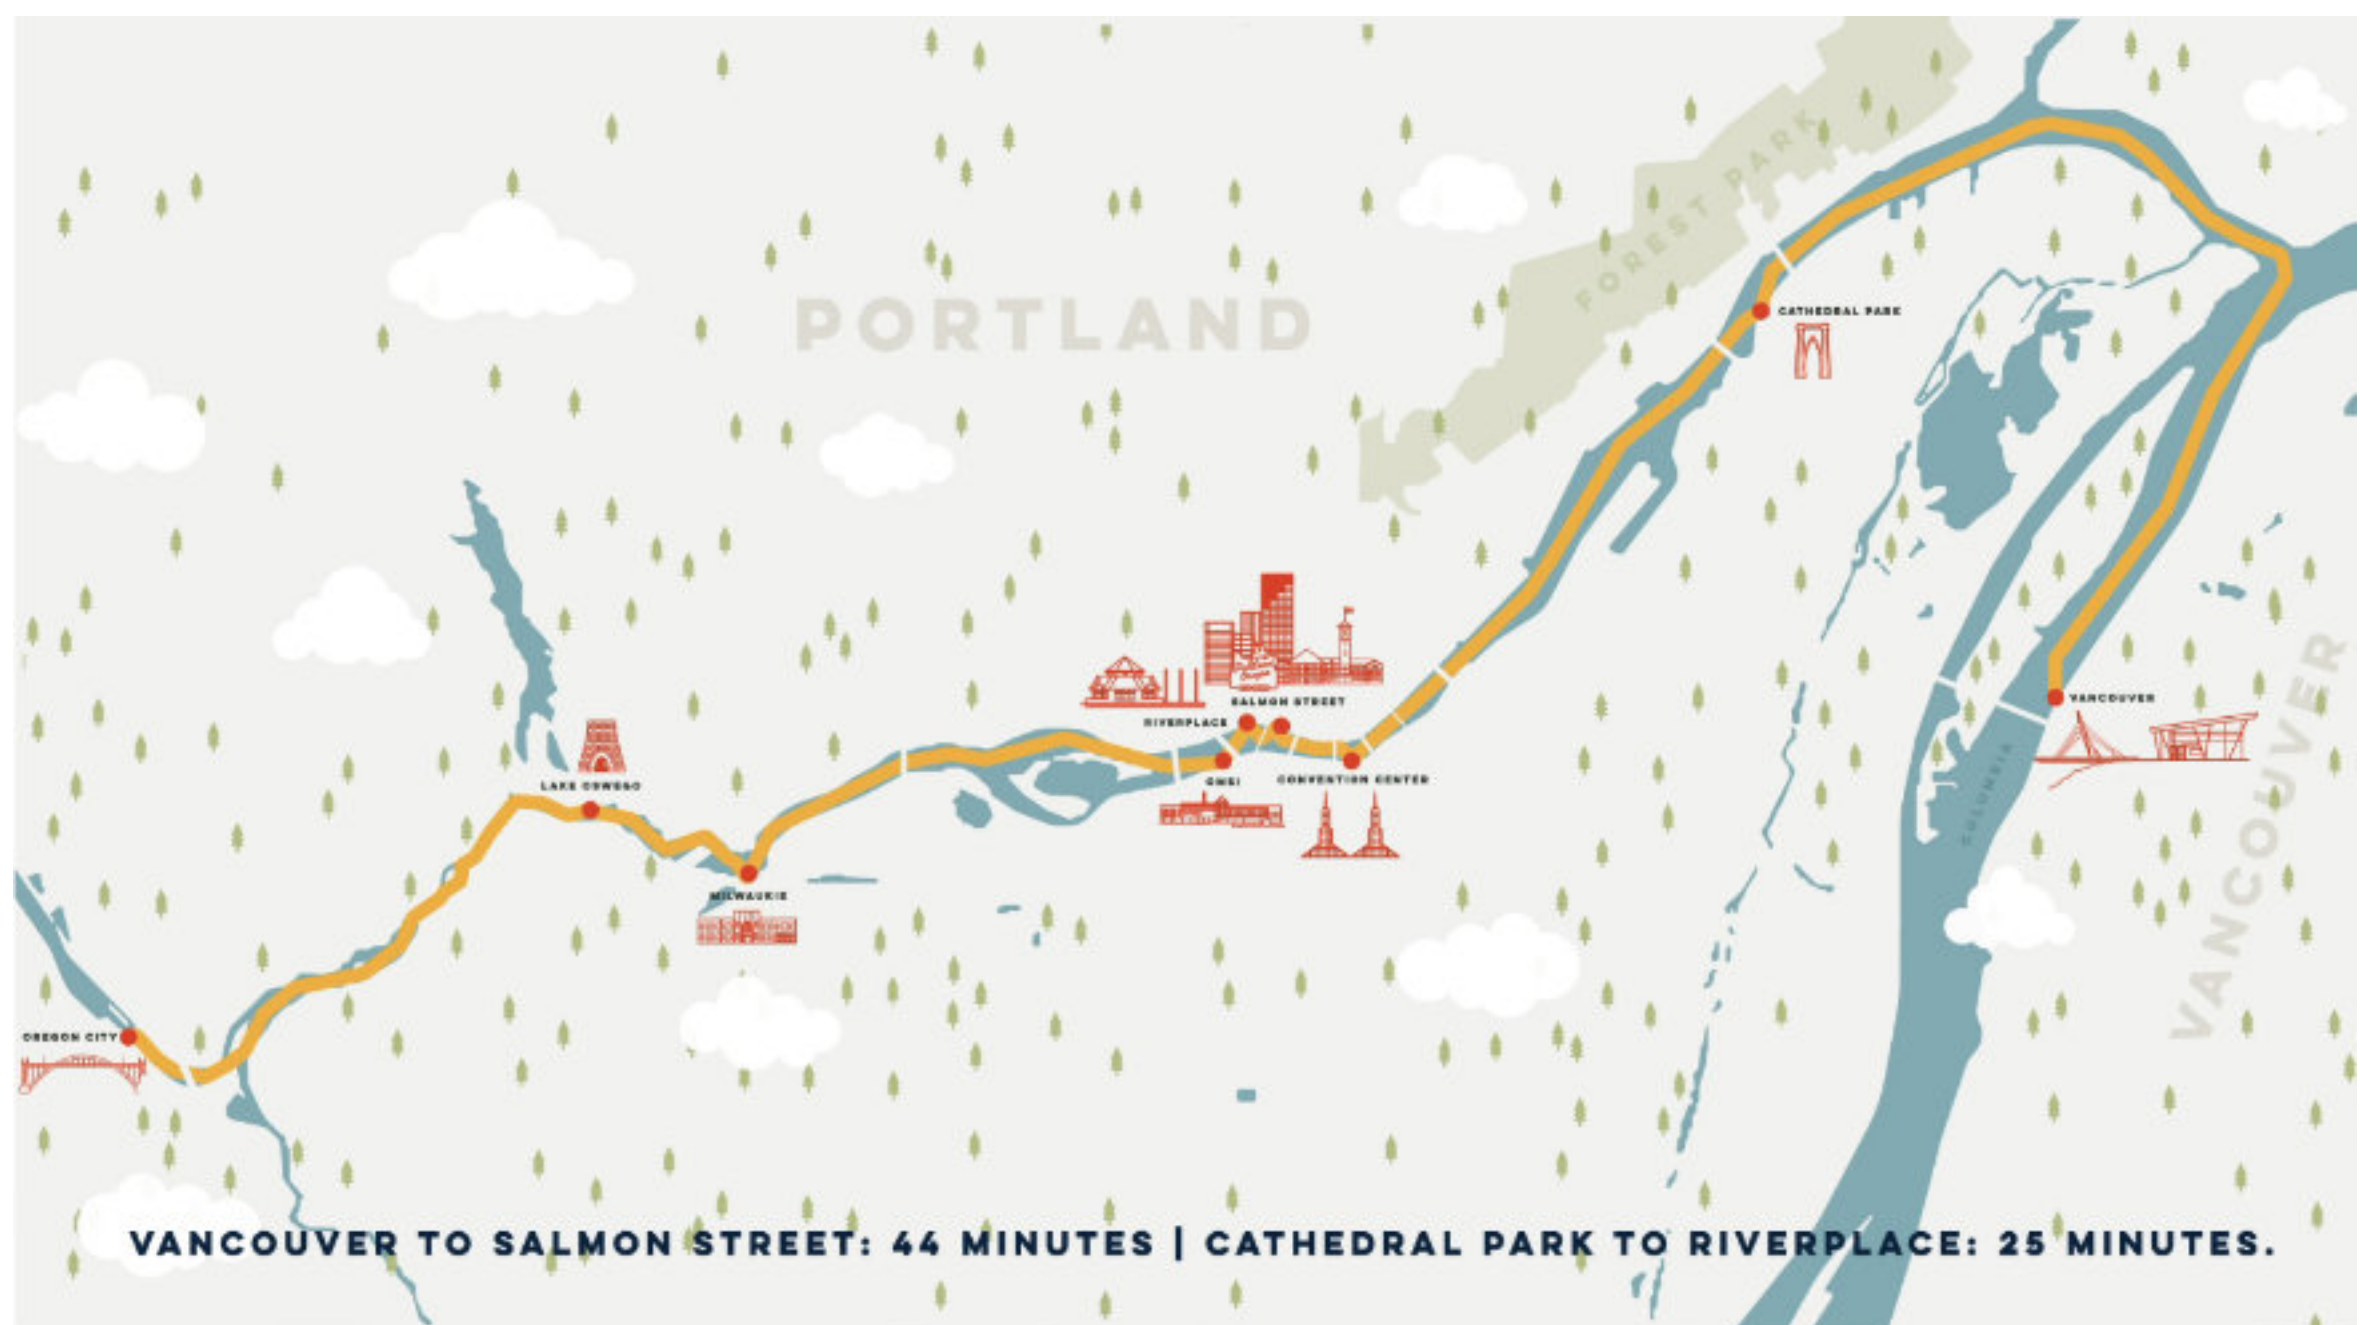 PORTLAND
FOREST PARK
CATHEDRAL PARK
VANCOUVER
COLUMBIA
VANCOUVER
SALMON STREET
RIVERPLACE
OMSI
CONVENTION CENTER
LAKE OSWEGO
MILWAUKIE
OREGON CITY
VANCOUVER TO SALMON STREET: 44 MINUTES | CATHEDRAL PARK TO RIVERPLACE: 25 MINUTES.